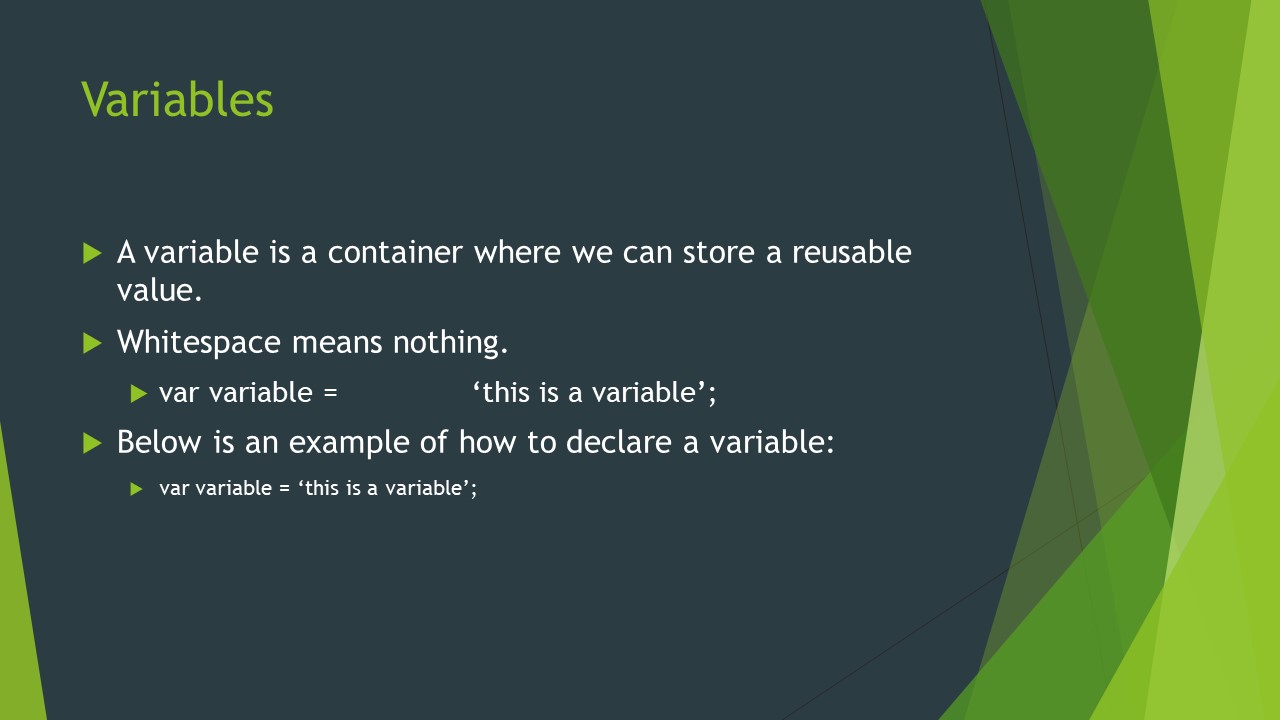 Variables
A variable is a container where we can store a reusable
value.
Whitespace means nothing.
var variable = ‘this is a variable’;
Below is an example of how to declare a variable:
var variable = ‘this is a variable’;